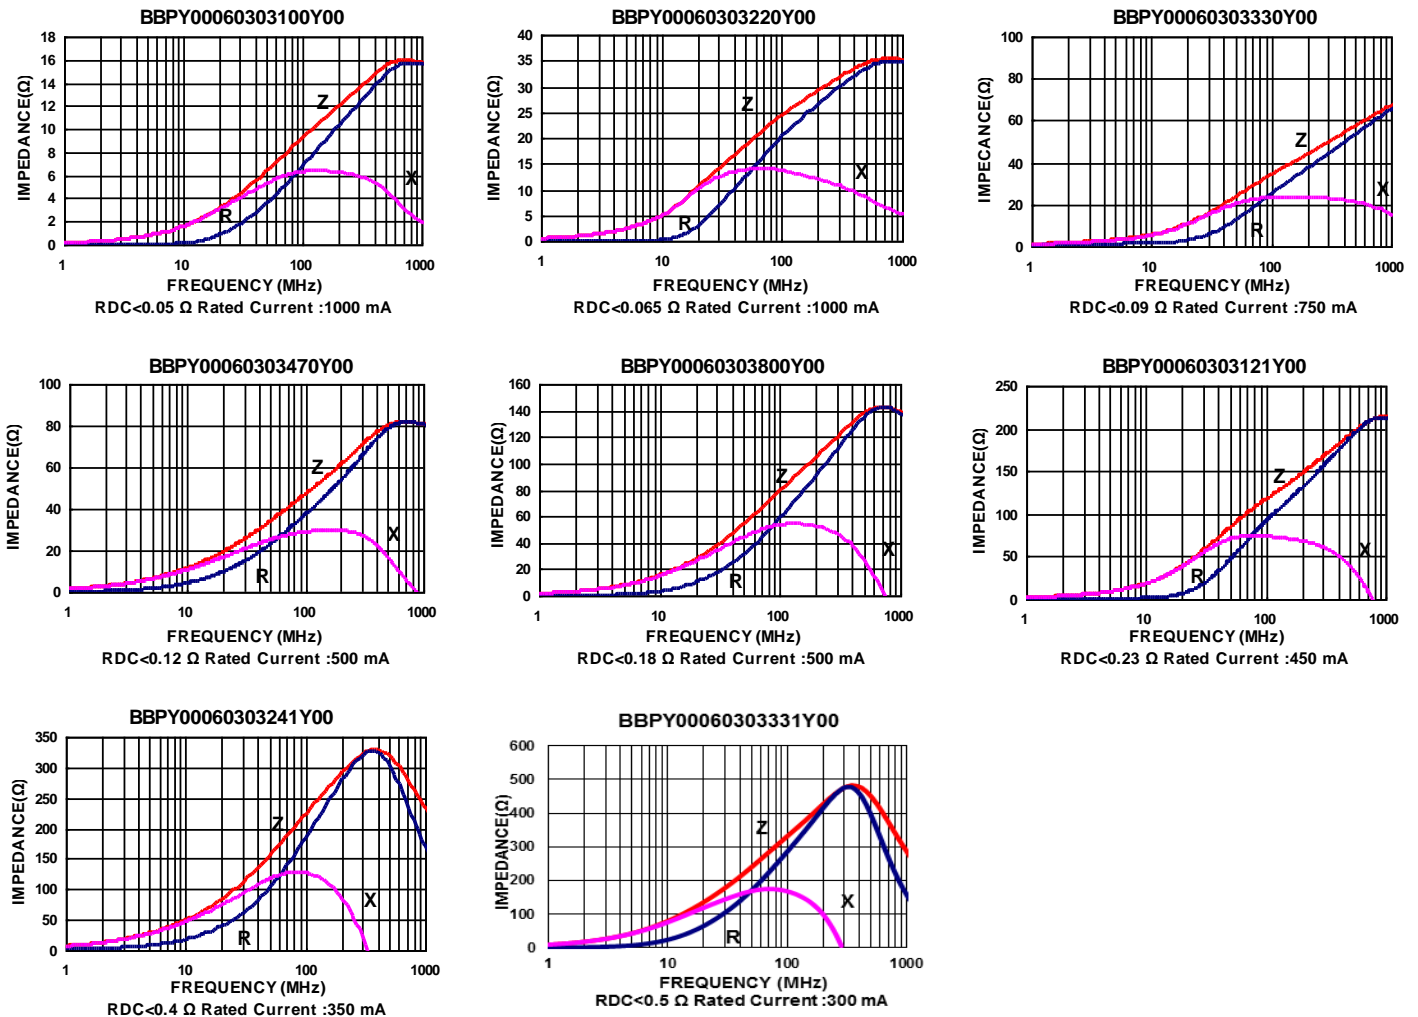 BBPY00060303100Y00
IMPEDANCE(Ω)
18
16
14
12
10
8
6
4
2
0
Z
R
X
1 10 100 1000
FREQUENCY (MHz)
RDC<0.05 Ω Rated Current :1000 mA
BBPY00060303220Y00
IMPEDANCE(Ω)
40
35
30
25
20
15
10
5
0
Z
R
X
1 10 100 1000
FREQUENCY (MHz)
RDC<0.065 Ω Rated Current :1000 mA
BBPY00060303330Y00
IMPECANCE(Ω)
100
80
60
40
20
0
Z
R
X
1 10 100 1000
FREQUENCY (MHz)
RDC<0.09 Ω Rated Current :750 mA
BBPY00060303470Y00
IMPEDANCE(Ω)
100
80
60
40
20
0
Z
R
X
1 10 100 1000
FREQUENCY (MHz)
RDC<0.12 Ω Rated Current :500 mA
BBPY00060303800Y00
IMPEDANCE(Ω)
160
140
120
100
80
60
40
20
0
Z
R
X
1 10 100 1000
FREQUENCY (MHz)
RDC<0.18 Ω Rated Current :500 mA
BBPY00060303121Y00
IMPEDANCE(Ω)
250
200
150
100
50
0
Z
R
X
1 10 100 1000
FREQUENCY (MHz)
RDC<0.23 Ω Rated Current :450 mA
BBPY00060303241Y00
IMPEDANCE(Ω)
350
300
250
200
150
100
50
0
Z
R
X
1 10 100 1000
FREQUENCY (MHz)
RDC<0.4 Ω Rated Current :350 mA
BBPY00060303331Y00
IMPEDANCE(Ω)
600
500
400
300
200
100
0
Z
R
X
1 10 100 1000
FREQUENCY (MHz)
RDC<0.5 Ω Rated Current :300 mA